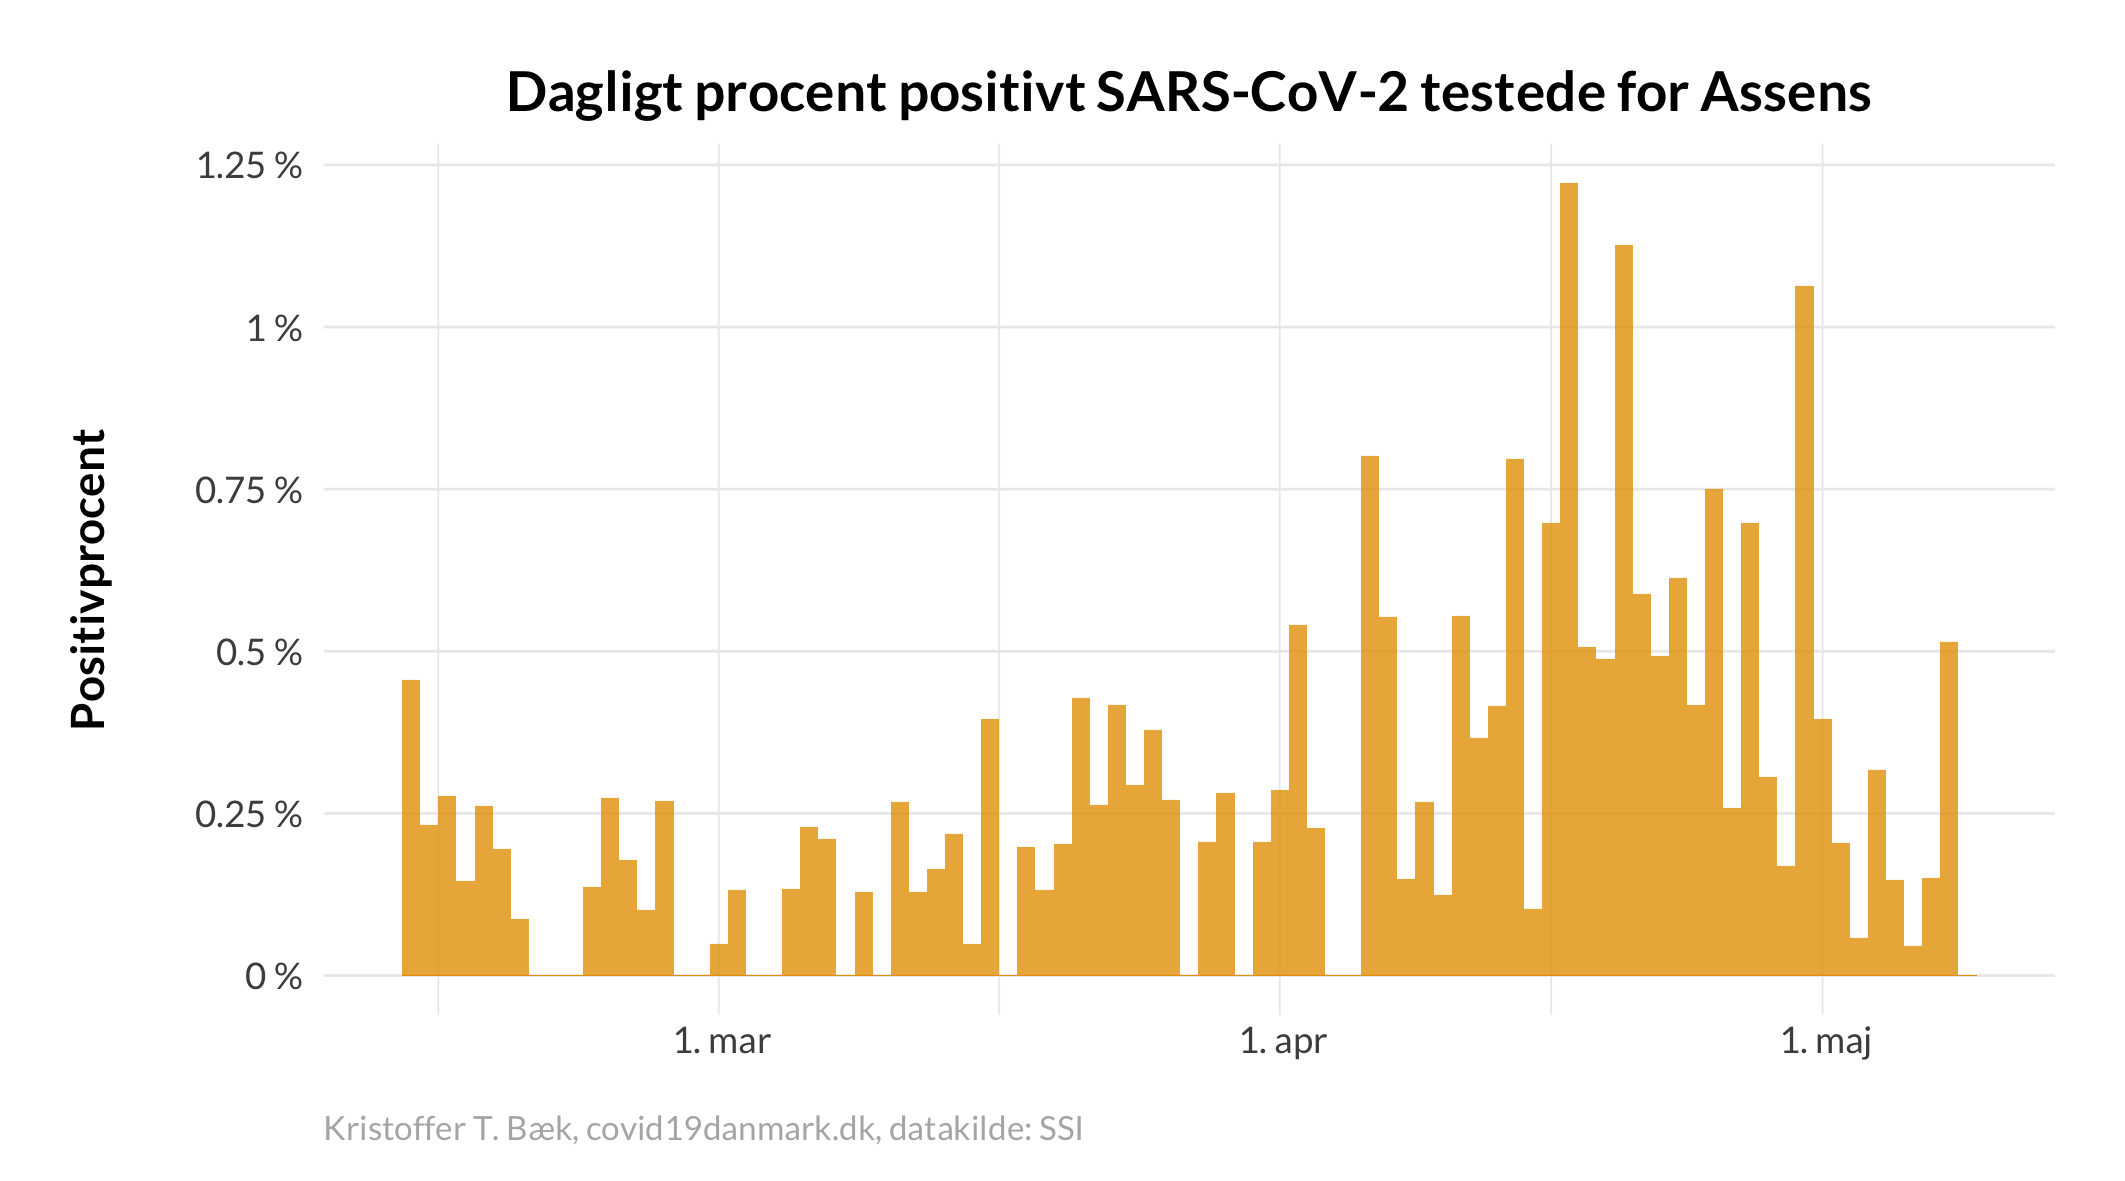 Dagligt procent positivt SARS-CoV-2 testede for Assens
Positivprocent
1.25 %
1 %
0.75 %
0.5 %
0.25 %
0 %
1. mar
1. apr
1. maj
Kristoffer T. Bæk, covid19danmark.dk, datakilde: SSI